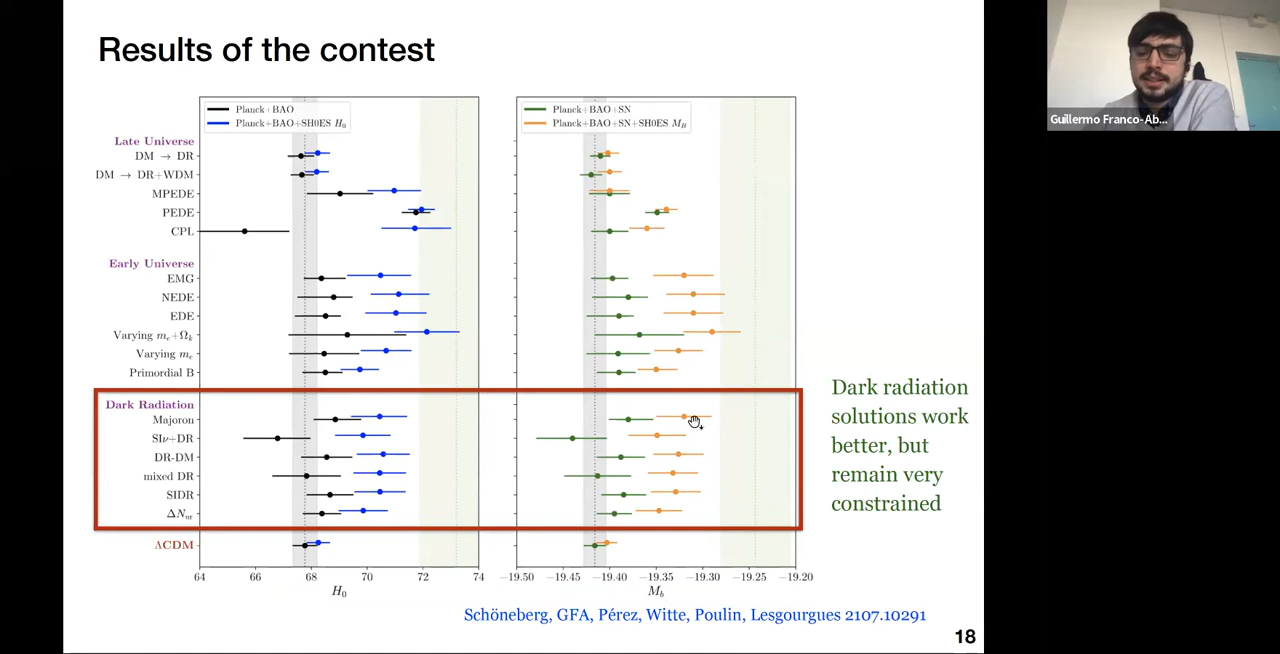 Results of the contest
Guillermo Franco-Ab...
Planck+BAO
Planck+BAO+SH0ES H₀
Planck+BAO+SN
Planck+BAO+SN+SH0ES M_B
Late Universe
DM → DR
DM → DR+WDM
MPEDE
PEDE
CPL
Early Universe
EMG
NEDE
EDE
Varying mₑ+Ωₖ
Varying mₑ
Primordial B
Dark Radiation
Majoron
SIν+DR
DR-DM
mixed DR
SIDR
ΔN_ur
ΛCDM
64 66 68 70 72 74
H₀
−19.50 −19.45 −19.40 −19.35 −19.30 −19.25 −19.20
M_b
Dark radiation
solutions work
better, but
remain very
constrained
Schöneberg, GFA, Pérez, Witte, Poulin, Lesgourgues 2107.10291
18